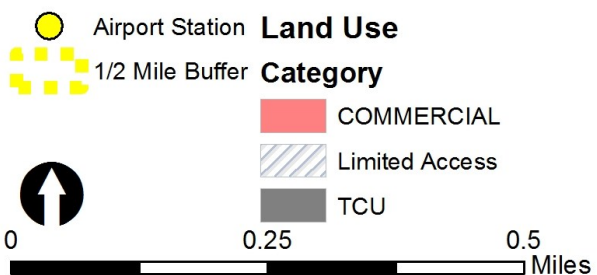 Airport Station
1/2 Mile Buffer
Land Use
Category
COMMERCIAL
Limited Access
TCU
0 0.25 0.5
Miles